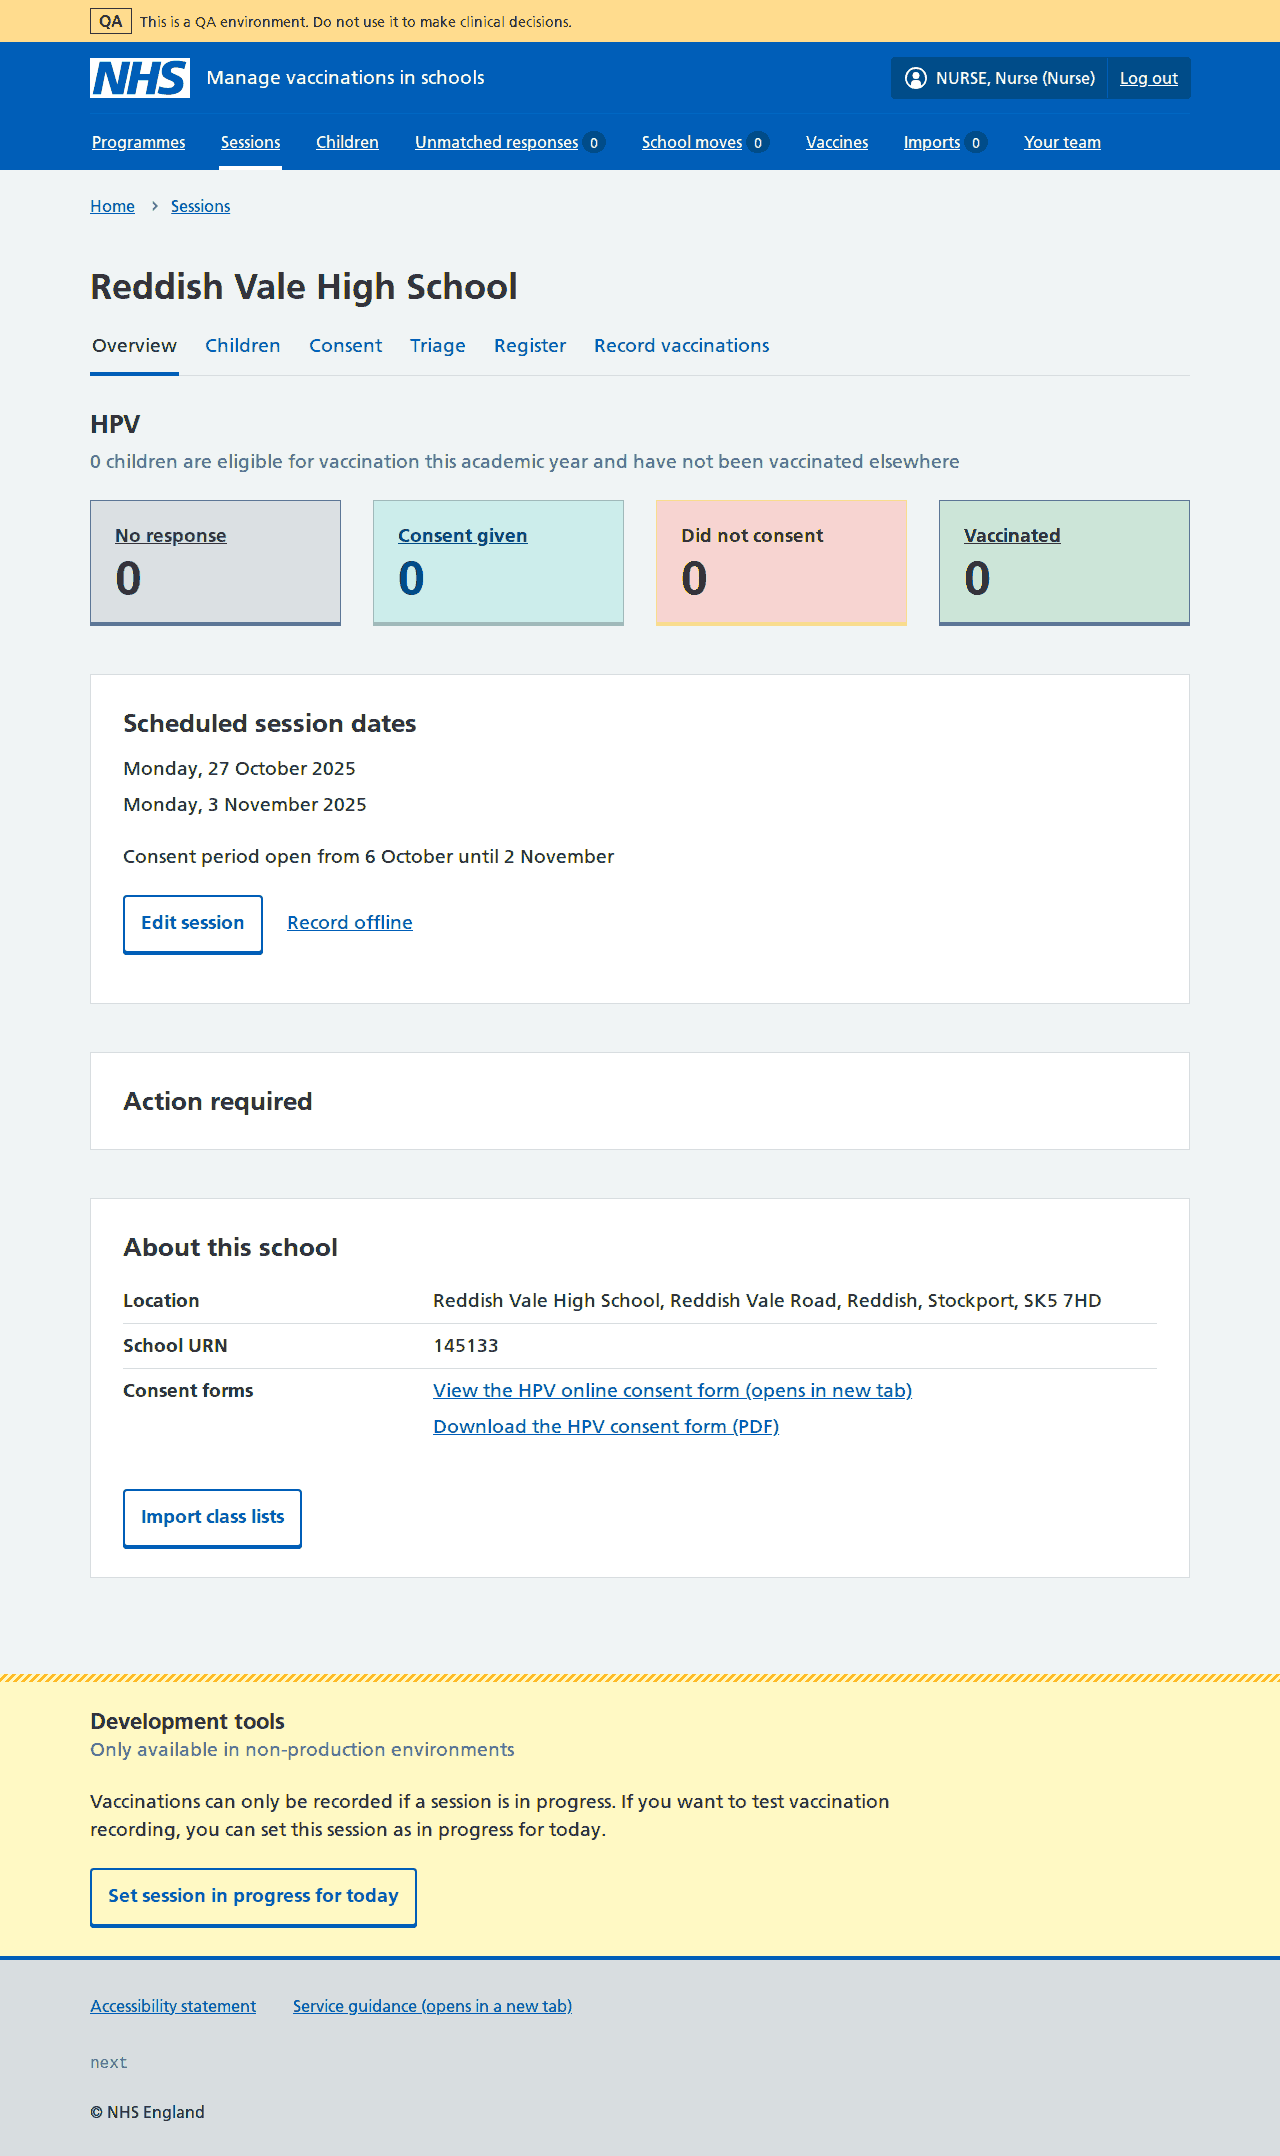 QA This is a QA environment. Do not use it to make clinical decisions.
NHS Manage vaccinations in schools
NURSE, Nurse (Nurse) Log out
Programmes Sessions Children Unmatched responses 0 School moves 0 Vaccines Imports 0 Your team
Home › Sessions
Reddish Vale High School
Overview Children Consent Triage Register Record vaccinations
HPV
0 children are eligible for vaccination this academic year and have not been vaccinated elsewhere
No response
0
Consent given
0
Did not consent
0
Vaccinated
0
Scheduled session dates
Monday, 27 October 2025
Monday, 3 November 2025
Consent period open from 6 October until 2 November
Edit session Record offline
Action required
About this school
Location Reddish Vale High School, Reddish Vale Road, Reddish, Stockport, SK5 7HD
School URN 145133
Consent forms View the HPV online consent form (opens in new tab)
Download the HPV consent form (PDF)
Import class lists
Development tools
Only available in non-production environments
Vaccinations can only be recorded if a session is in progress. If you want to test vaccination
recording, you can set this session as in progress for today.
Set session in progress for today
Accessibility statement Service guidance (opens in a new tab)
next
© NHS England